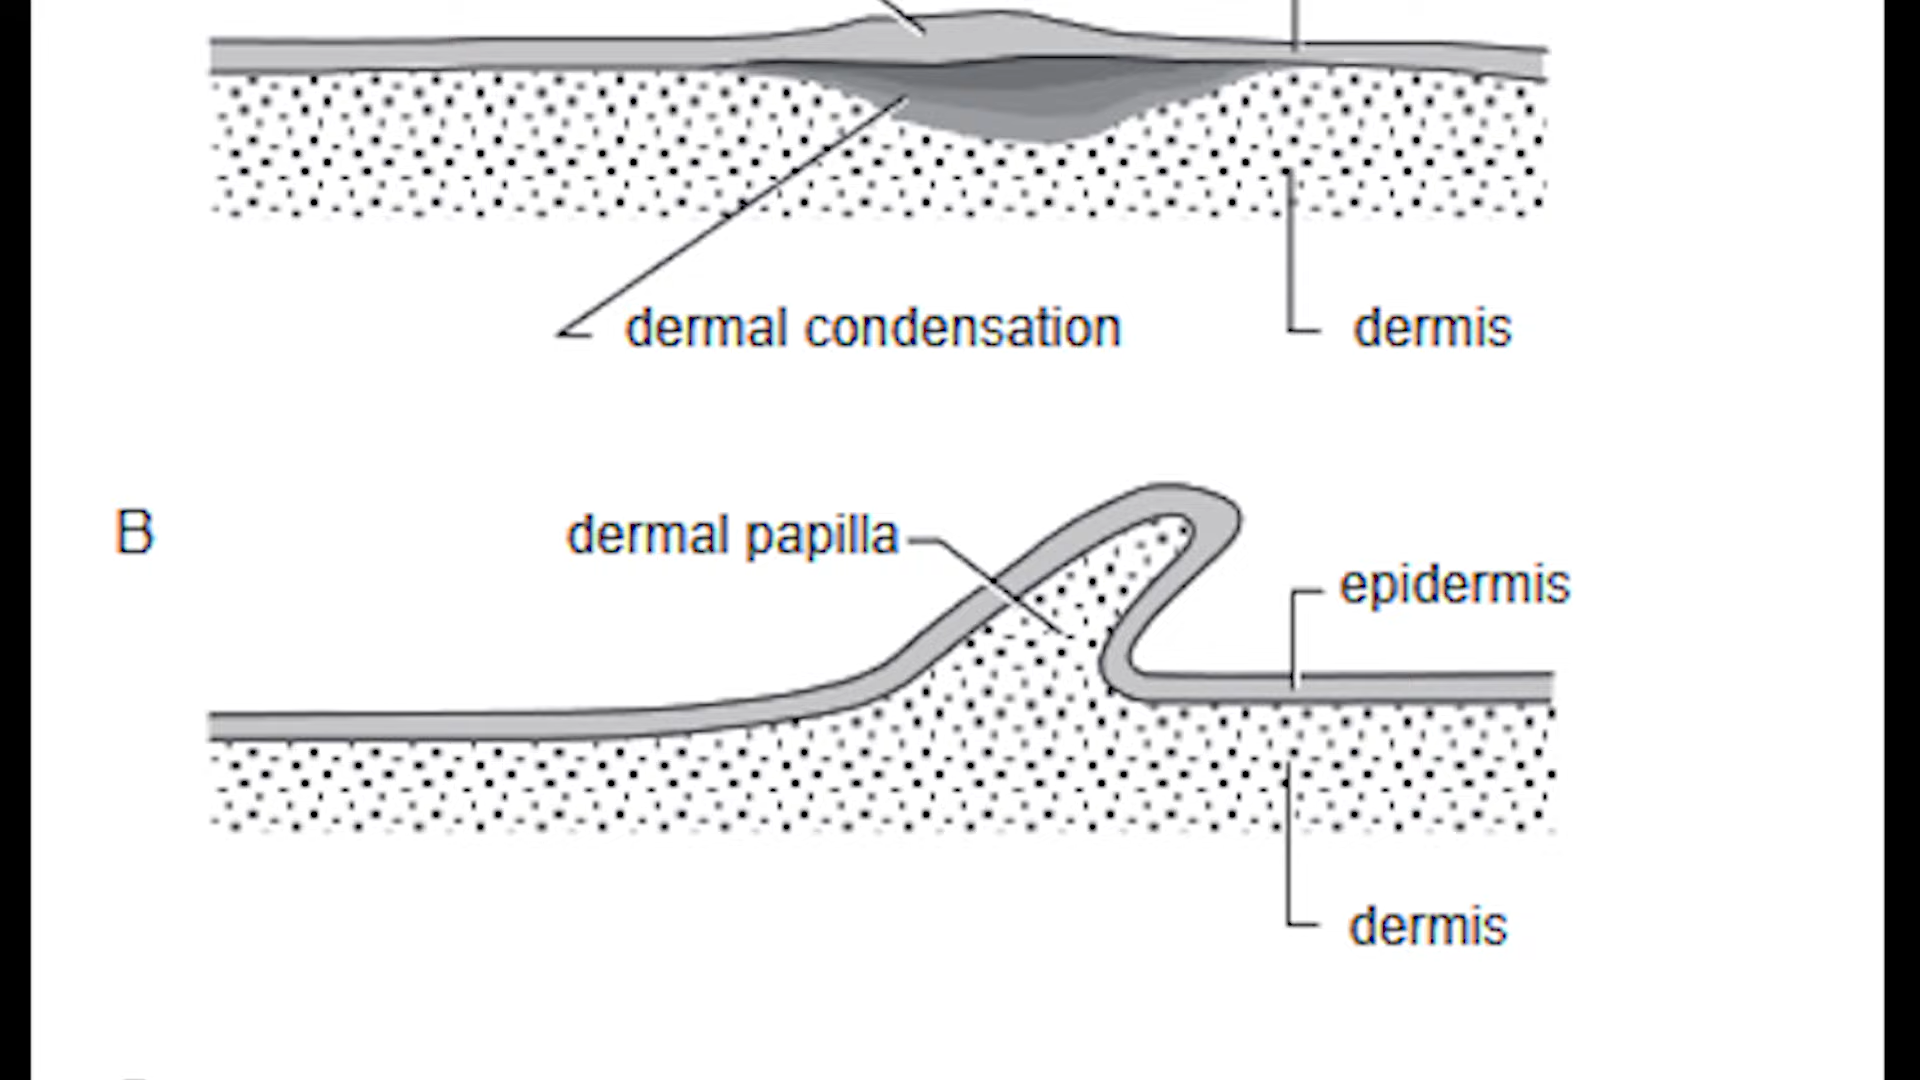 dermal condensation
dermis
B
dermal papilla
epidermis
dermis